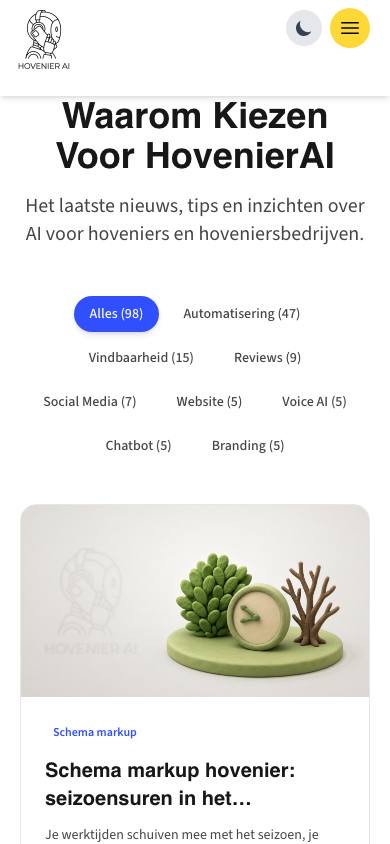 HOVENIER AI
Waarom Kiezen
Voor HovenierAI
Het laatste nieuws, tips en inzichten over
AI voor hoveniers en hoveniersbedrijven.
Alles (98)
Automatisering (47)
Vindbaarheid (15)
Reviews (9)
Social Media (7)
Website (5)
Voice AI (5)
Chatbot (5)
Branding (5)
HOVENIER AI
Schema markup
Schema markup hovenier:
seizoensuren in het...
Je werktijden schuiven mee met het seizoen, je